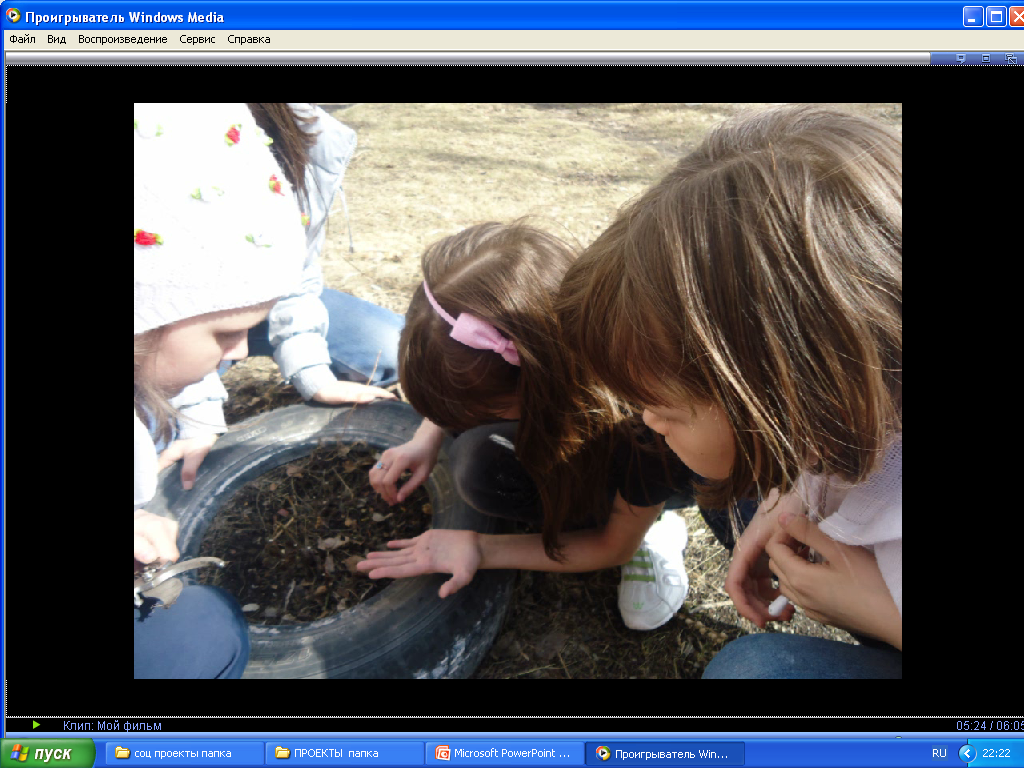 Проигрыватель Windows Media
Файл Вид Воспроизведение Сервис Справка
Клип: Мой фильм 05:24 / 06:05
пуск соц проекты папка ПРОЕКТЫ папка Microsoft PowerPoint ... Проигрыватель Win... RU 22:22